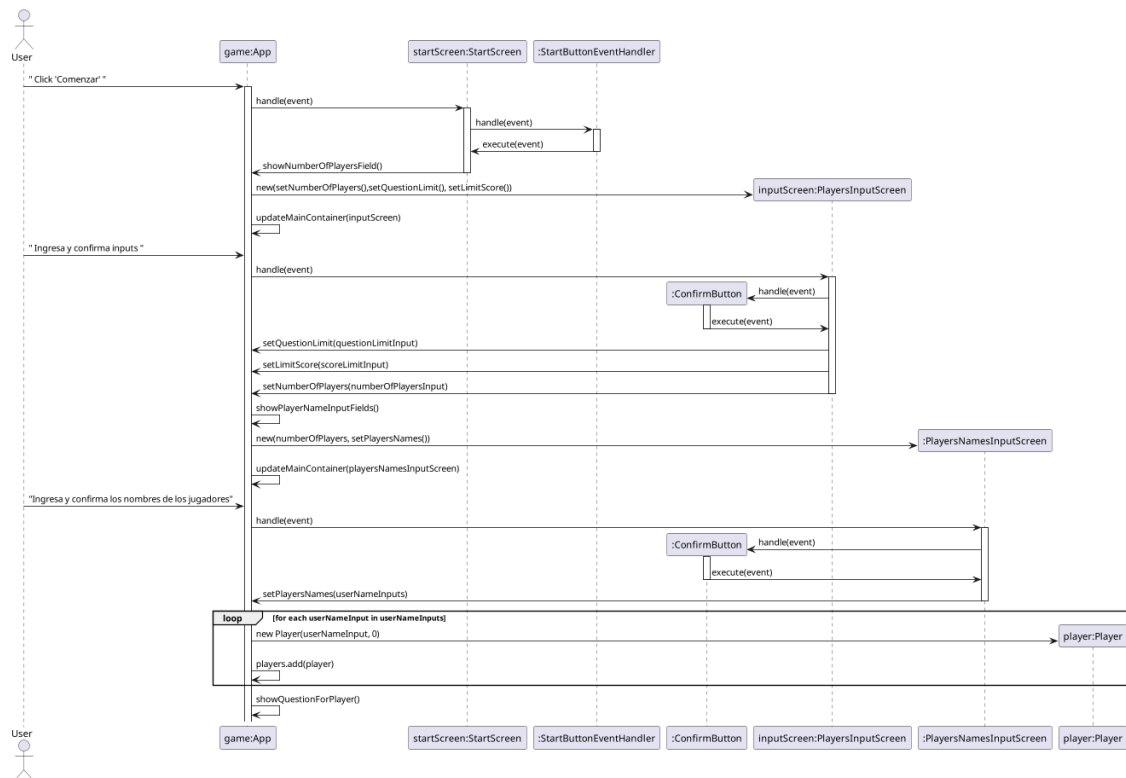 User
game:App
startScreen:StartScreen
:StartButtonEventHandler
" Click 'Comenzar' "
handle(event)
handle(event)
execute(event)
showNumberOfPlayersField()
new(setNumberOfPlayers(),setQuestionLimit(), setLimitScore())
inputScreen:PlayersInputScreen
updateMainContainer(inputScreen)
" Ingresa y confirma inputs "
handle(event)
:ConfirmButton
handle(event)
execute(event)
setQuestionLimit(questionLimitInput)
setLimitScore(scoreLimitInput)
setNumberOfPlayers(numberOfPlayersInput)
showPlayerNameInputFields()
new(numberOfPlayers, setPlayersNames())
:PlayersNamesInputScreen
updateMainContainer(playersNamesInputScreen)
"Ingresa y confirma los nombres de los jugadores"
handle(event)
:ConfirmButton
handle(event)
execute(event)
setPlayersNames(userNameInputs)
loop [for each userNameInput in userNameInputs]
new Player(userNameInput, 0)
player:Player
players.add(player)
showQuestionForPlayer()
User
game:App
startScreen:StartScreen
:StartButtonEventHandler
:ConfirmButton
inputScreen:PlayersInputScreen
:PlayersNamesInputScreen
player:Player